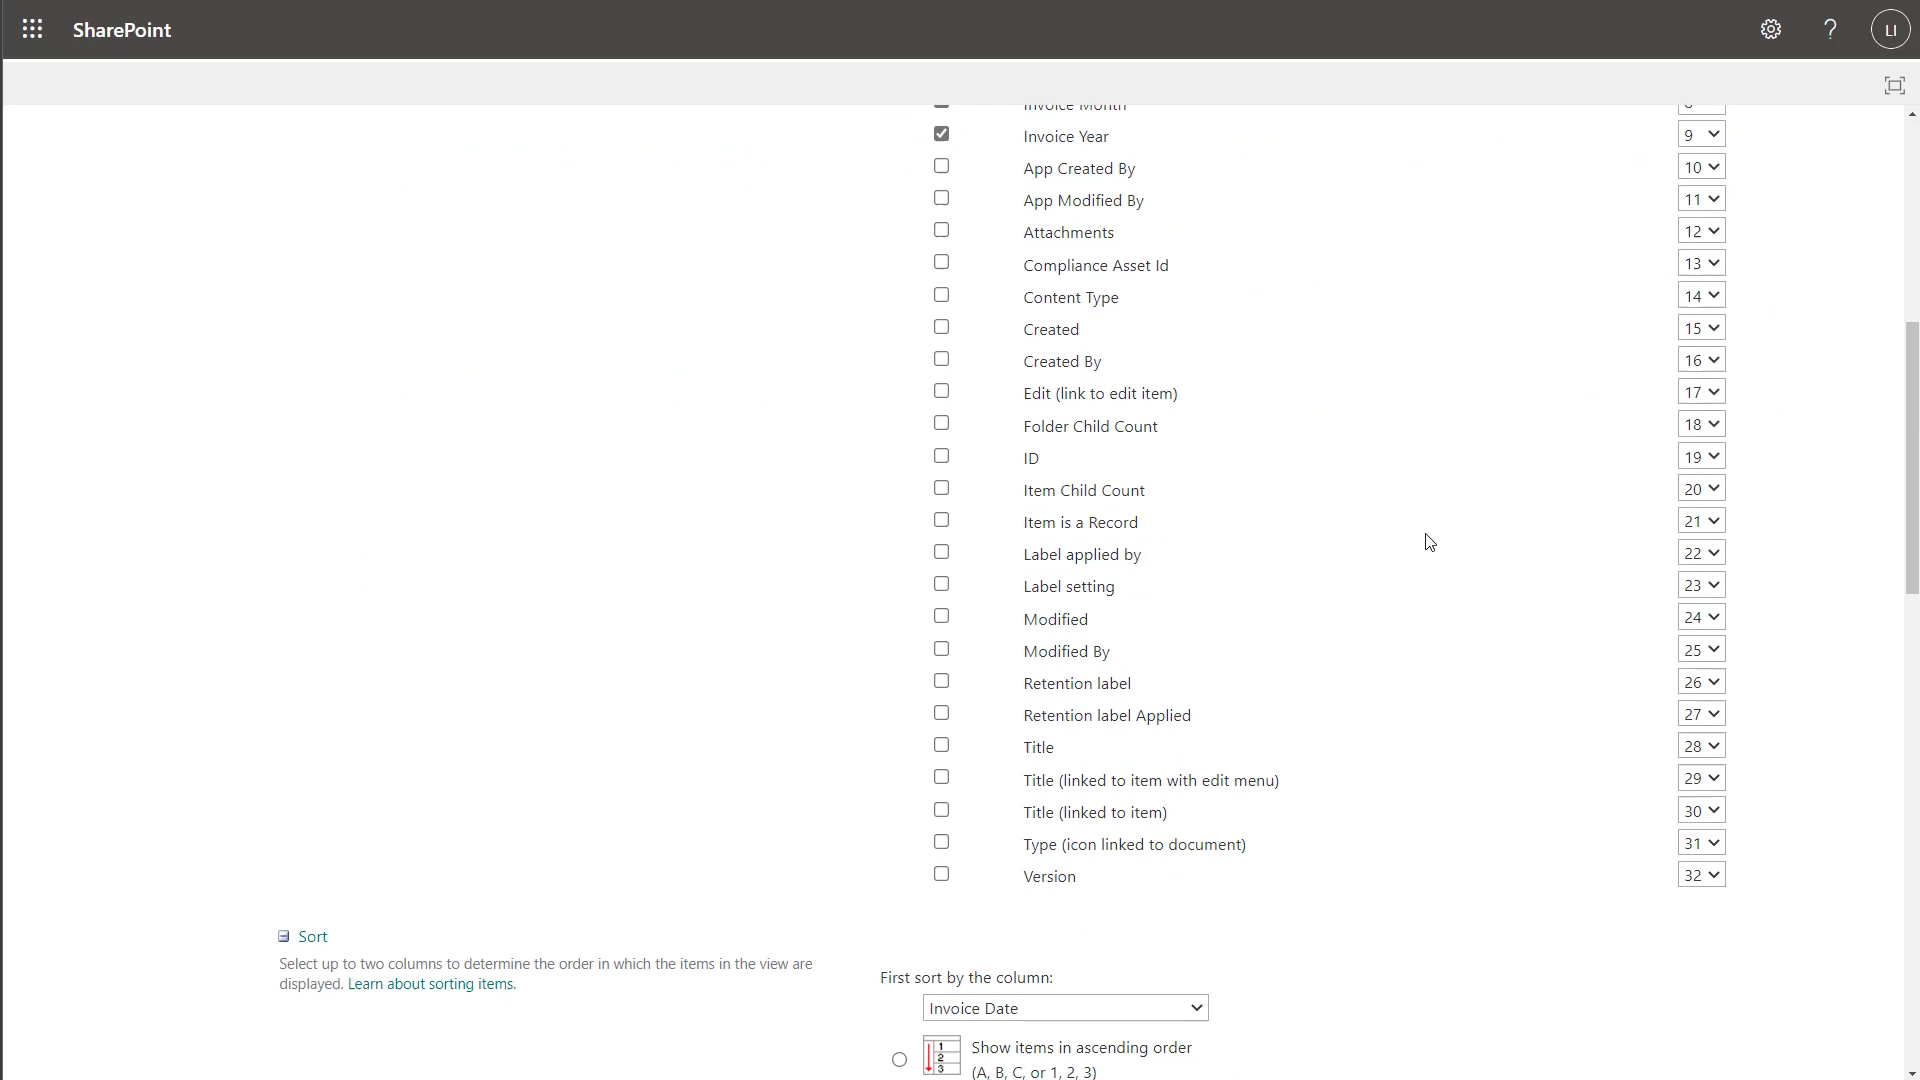 SharePoint
?
LI
Invoice Month
Invoice Year 9
App Created By 10
App Modified By 11
Attachments 12
Compliance Asset Id 13
Content Type 14
Created 15
Created By 16
Edit (link to edit item) 17
Folder Child Count 18
ID 19
Item Child Count 20
Item is a Record 21
Label applied by 22
Label setting 23
Modified 24
Modified By 25
Retention label 26
Retention label Applied 27
Title 28
Title (linked to item with edit menu) 29
Title (linked to item) 30
Type (icon linked to document) 31
Version 32
Sort
Select up to two columns to determine the order in which the items in the view are
displayed. Learn about sorting items.
First sort by the column:
Invoice Date
1
2
3
Show items in ascending order
(A, B, C, or 1, 2, 3)